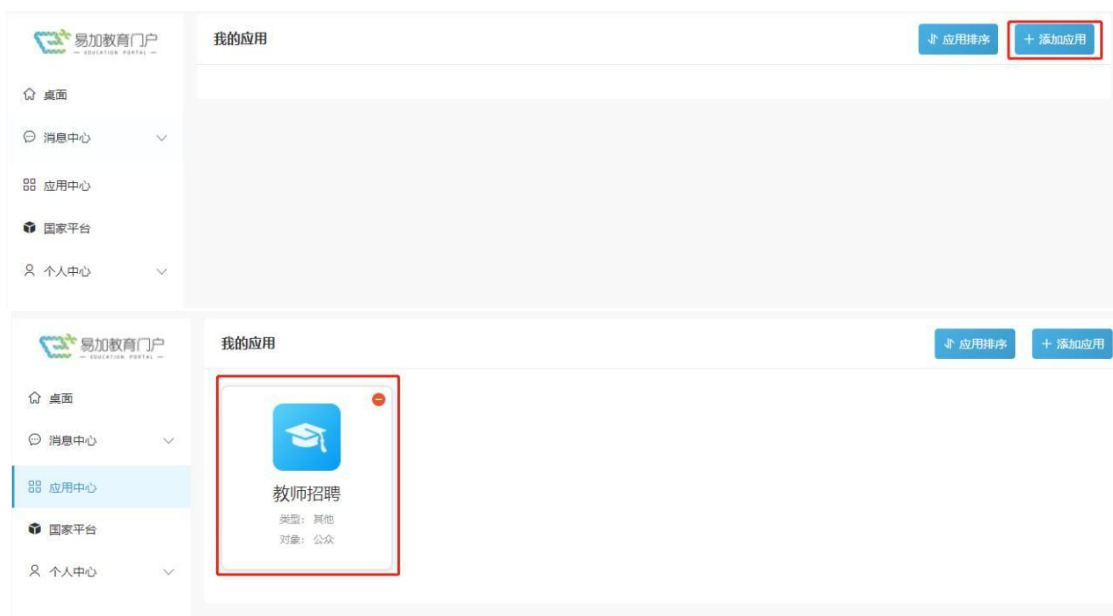 易加教育门户
— EDUCATION PORTAL —
我的应用
应用排序
+ 添加应用
桌面
消息中心
应用中心
国家平台
个人中心
易加教育门户
— EDUCATION PORTAL —
我的应用
应用排序
+ 添加应用
桌面
消息中心
应用中心
国家平台
个人中心
教师招聘
类型：其他
对象：公众